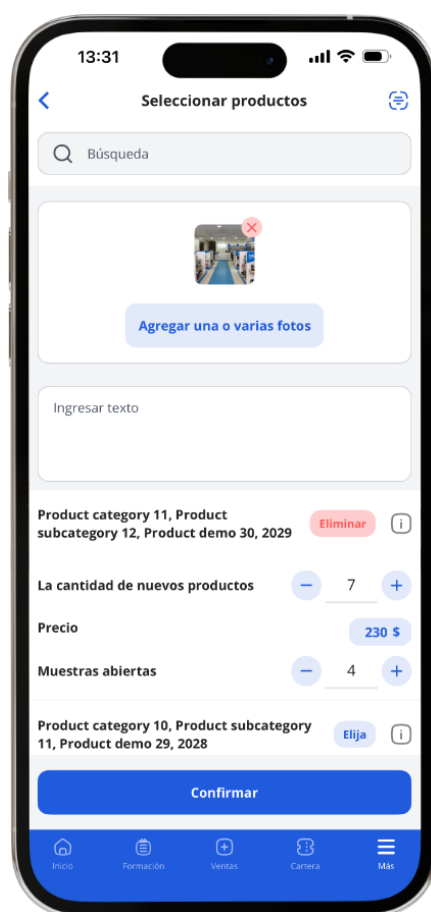 13:31
Seleccionar productos
Búsqueda
Agregar una o varias fotos
Ingresar texto
Product category 11, Product
subcategory 12, Product demo 30, 2029
Eliminar
i
La cantidad de nuevos productos
7
Precio
230 $
Muestras abiertas
4
Product category 10, Product subcategory
11, Product demo 29, 2028
Elija
i
Confirmar
Inicio
Formación
Ventas
Cartera
Más